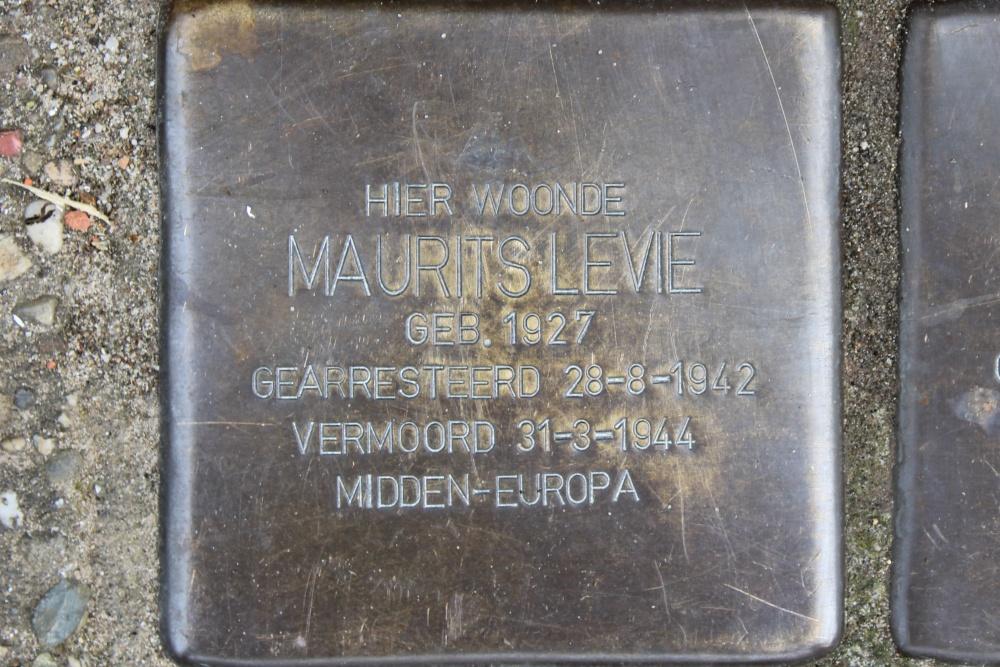 HIER WOONDE
MAURITS LEVIE
GEB. 1927
GEARRESTEERD 28-8-1942
VERMOORD 31-3-1944
MIDDEN-EUROPA